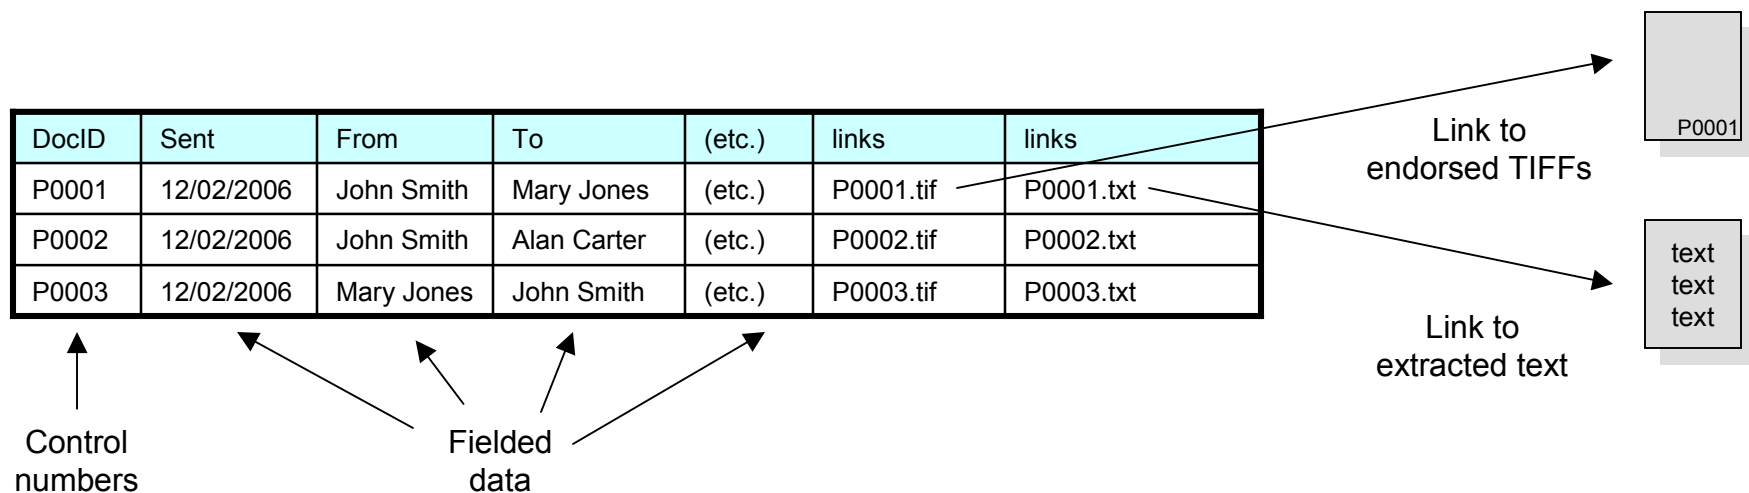 DocID Sent From To (etc.) links links
P0001 12/02/2006 John Smith Mary Jones (etc.) P0001.tif P0001.txt
P0002 12/02/2006 John Smith Alan Carter (etc.) P0002.tif P0002.txt
P0003 12/02/2006 Mary Jones John Smith (etc.) P0003.tif P0003.txt
Control
numbers
Fielded
data
Link to
endorsed TIFFs
P0001
Link to
extracted text
text
text
text